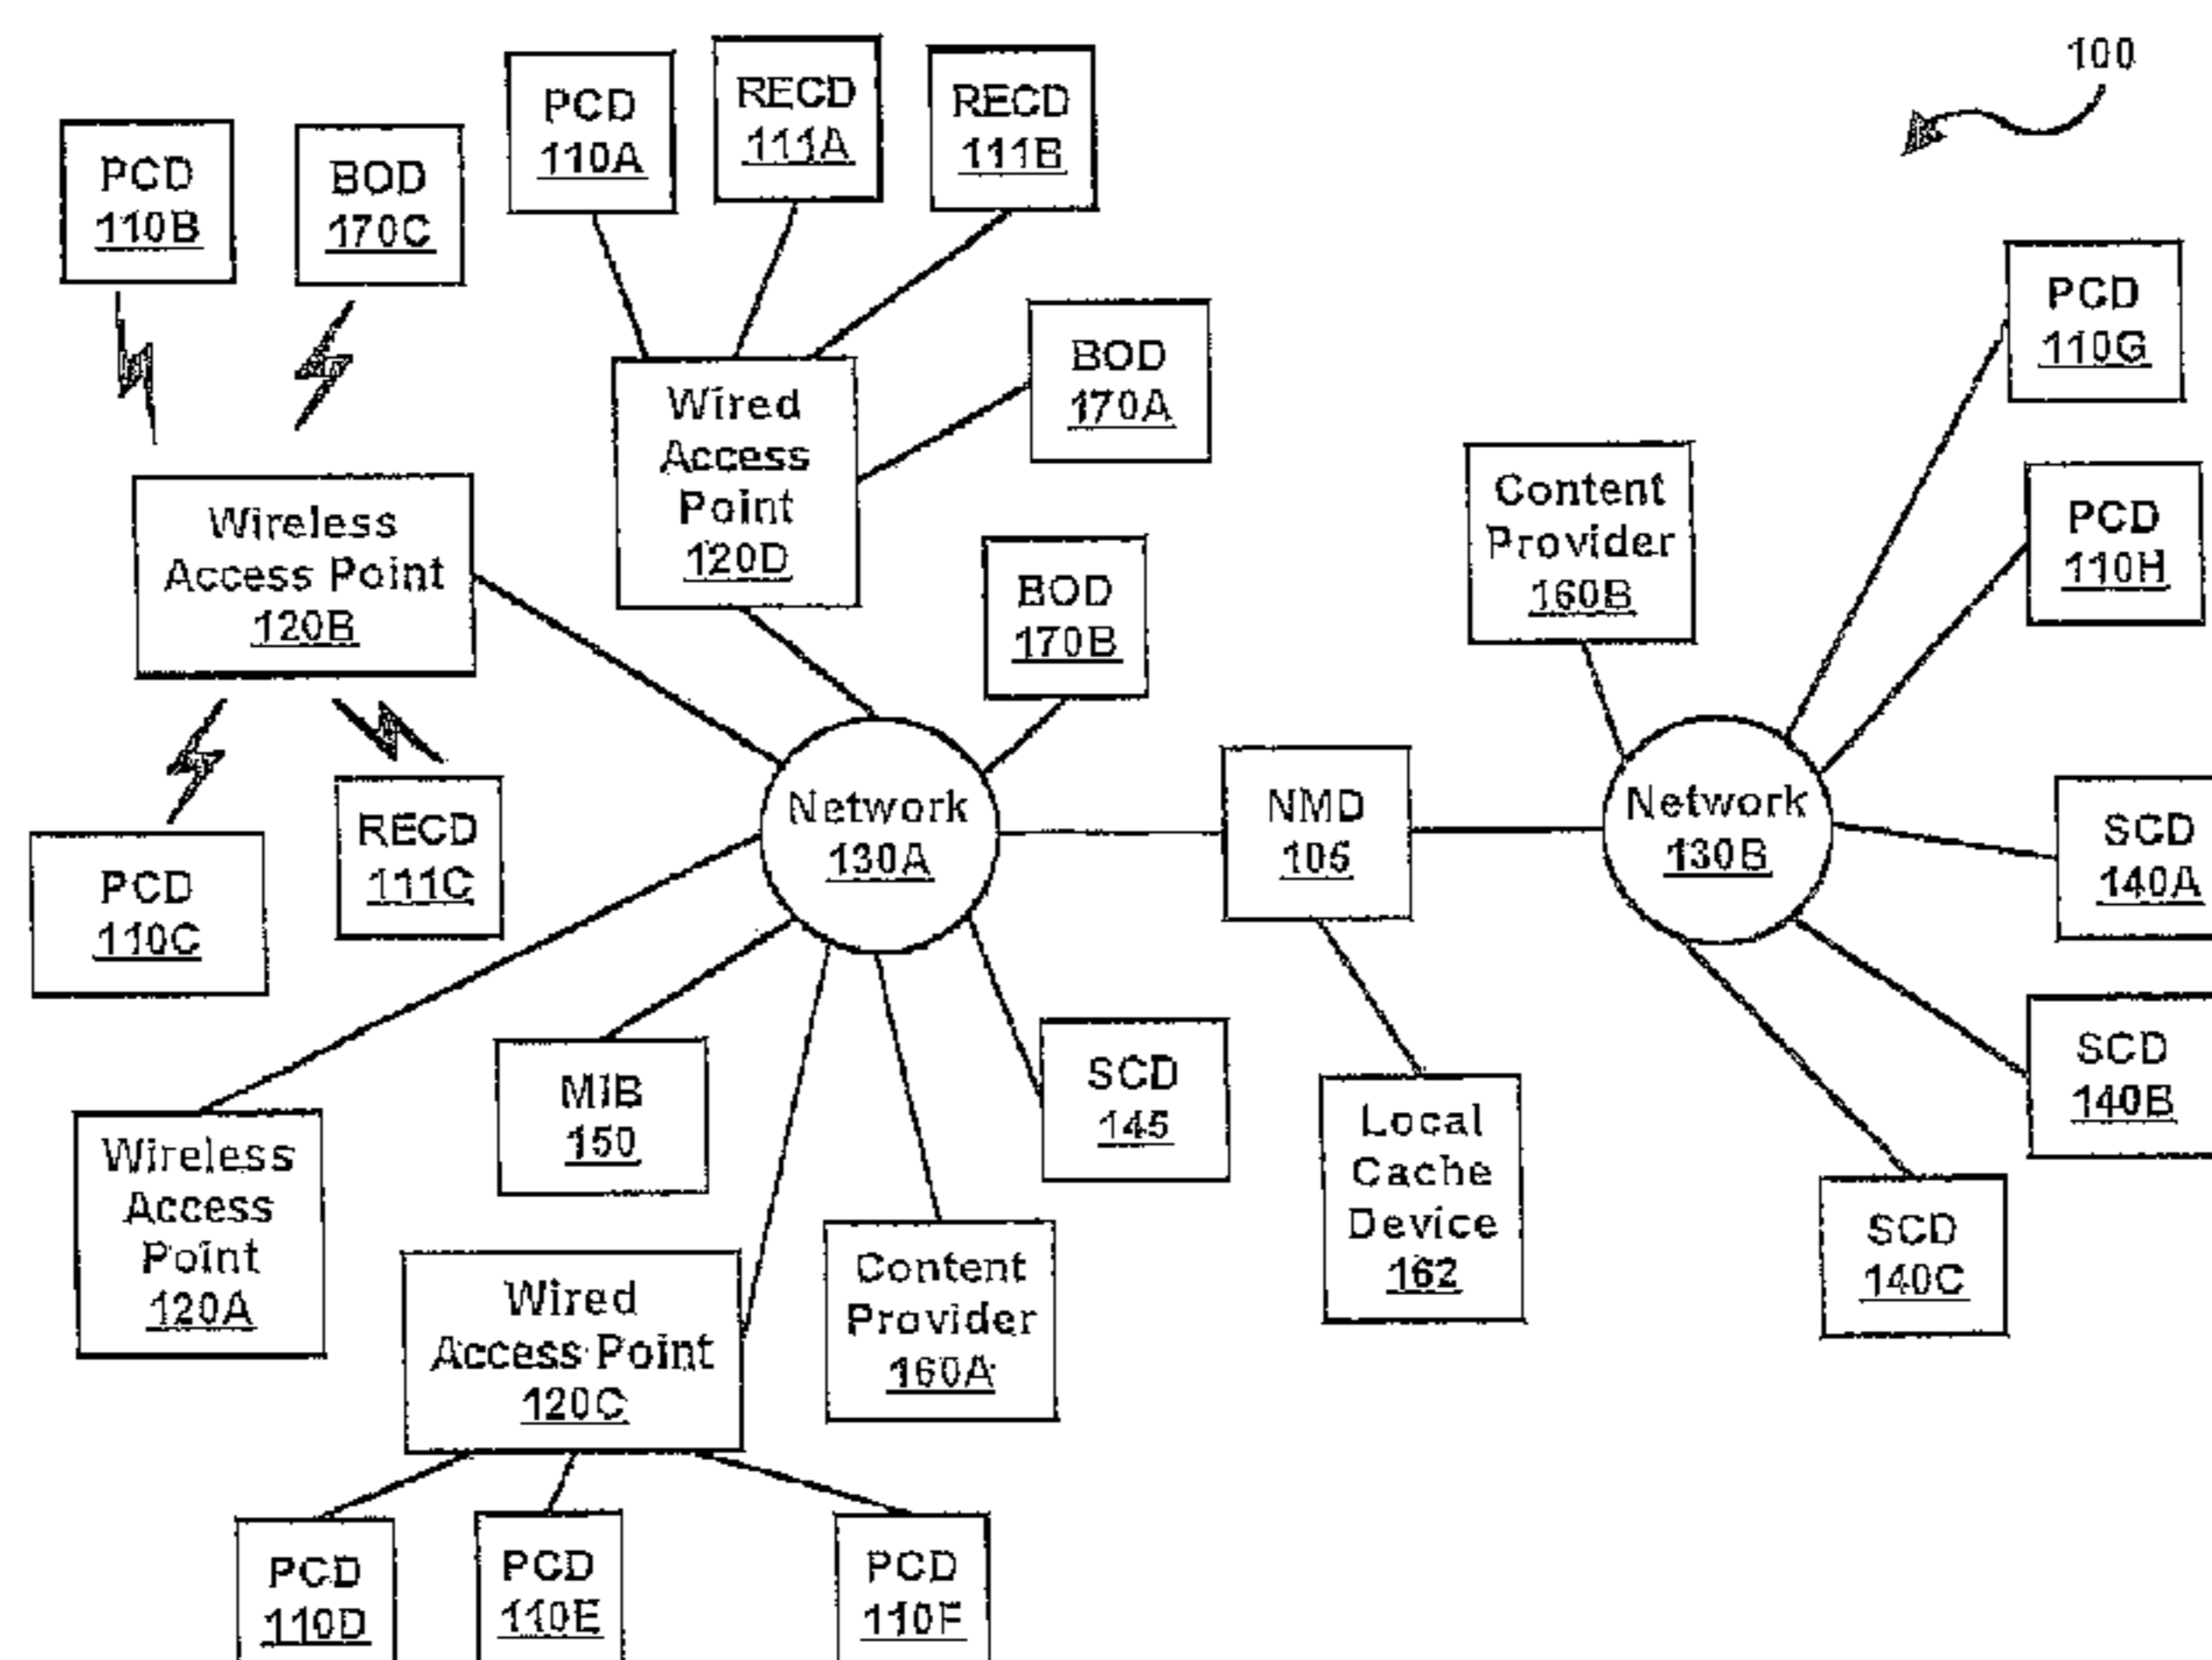 100
PCD
110A
RECD
111A
RECD
111B
PCD
110B
BOD
170C
BOD
170A
PCD
110G
Wired
Access
Point
120D
Content
Provider
160B
PCD
110H
Wireless
Access Point
120B
BOD
170B
Network
130A
NMD
105
Network
130B
PCD
110C
RECD
111C
SCD
140A
MIB
150
SCD
145
SCD
140B
Wireless
Access
Point
120A
Local
Cache
Device
162
SCD
140C
Wired
Access Point
120C
Content
Provider
160A
PCD
110D
PCD
110E
PCD
110F